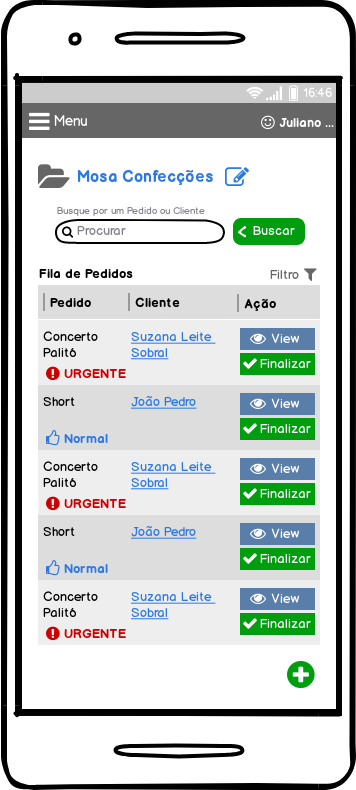 16:46
Menu
Juliano ...
Mosa Confecções
Busque por um Pedido ou Cliente
Procurar
Buscar
Fila de Pedidos
Filtro
Pedido
Cliente
Ação
Concerto
Palitó
URGENTE
Suzana Leite
Sobral
View
Finalizar
Short
Normal
João Pedro
View
Finalizar
Concerto
Palitó
URGENTE
Suzana Leite
Sobral
View
Finalizar
Short
Normal
João Pedro
View
Finalizar
Concerto
Palitó
URGENTE
Suzana Leite
Sobral
View
Finalizar